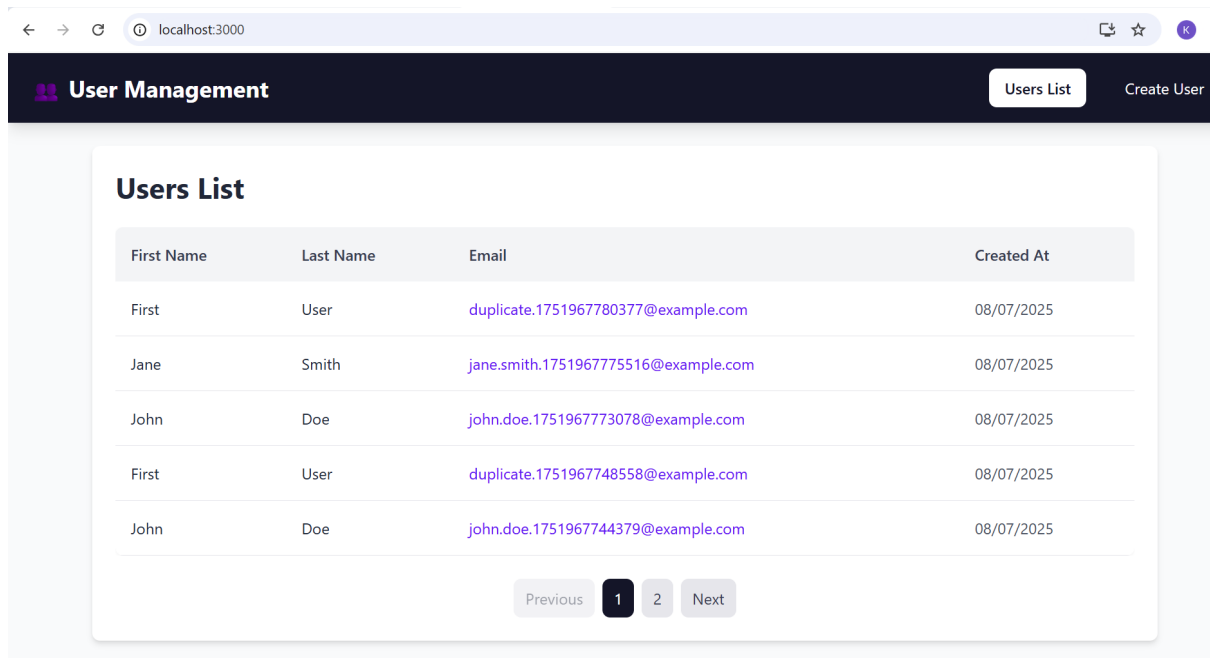 localhost:3000
K
User Management
Users List
Create User
Users List
First Name Last Name Email Created At
First User duplicate.1751967780377@example.com 08/07/2025
Jane Smith jane.smith.1751967775516@example.com 08/07/2025
John Doe john.doe.1751967773078@example.com 08/07/2025
First User duplicate.1751967748558@example.com 08/07/2025
John Doe john.doe.1751967744379@example.com 08/07/2025
Previous 1 2 Next